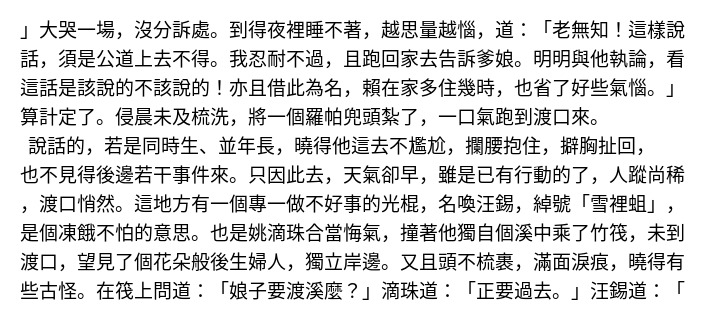 」大哭一場，沒分訴處。到得夜裡睡不著，越思量越惱，道：「老無知！這樣說
話，須是公道上去不得。我忍耐不過，且跑回家去告訴爹娘。明明與他執論，看
這話是該說的不該說的！亦且借此為名，賴在家多住幾時，也省了好些氣惱。」
算計定了。侵晨未及梳洗，將一個羅帕兜頭紮了，一口氣跑到渡口來。
說話的，若是同時生、並年長，曉得他這去不尷尬，攔腰抱住，擗胸扯回，
也不見得後邊若干事件來。只因此去，天氣卻早，雖是已有行動的了，人蹤尚稀
，渡口悄然。這地方有一個專一做不好事的光棍，名喚汪錫，綽號「雪裡蛆」，
是個凍餓不怕的意思。也是姚滴珠合當悔氣，撞著他獨自個溪中乘了竹筏，未到
渡口，望見了個花朵般後生婦人，獨立岸邊。又且頭不梳裹，滿面淚痕，曉得有
些古怪。在筏上問道：「娘子要渡溪麼？」滴珠道：「正要過去。」汪錫道：「